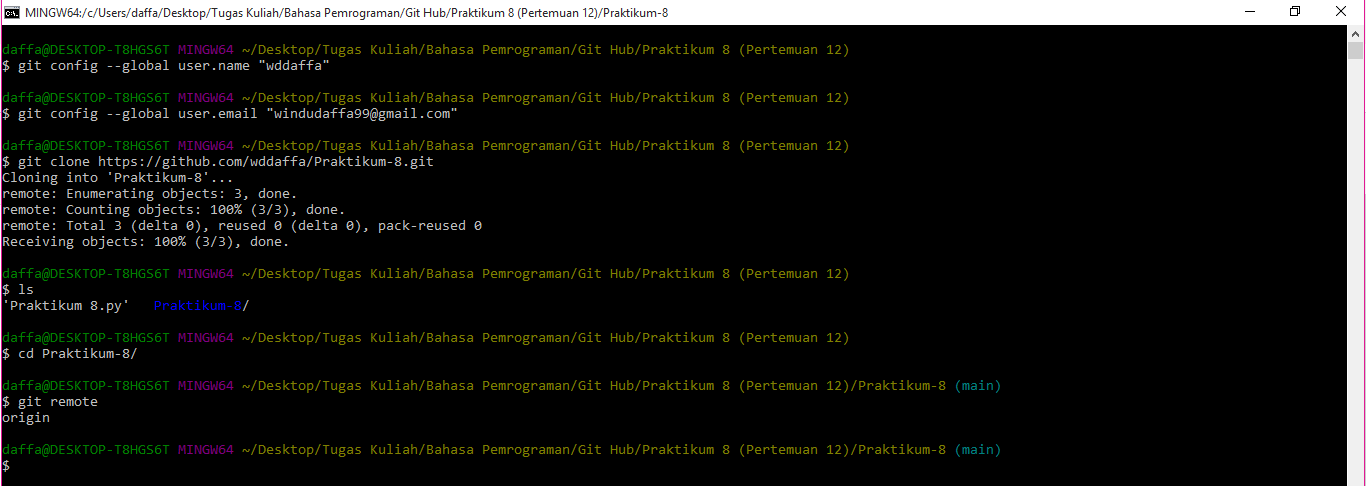 MINGW64:/c/Users/daffa/Desktop/Tugas Kuliah/Bahasa Pemrograman/Git Hub/Praktikum 8 (Pertemuan 12)/Praktikum-8
daffa@DESKTOP-T8HGS6T MINGW64 ~/Desktop/Tugas Kuliah/Bahasa Pemrograman/Git Hub/Praktikum 8 (Pertemuan 12)
$ git config --global user.name "wddaffa"
daffa@DESKTOP-T8HGS6T MINGW64 ~/Desktop/Tugas Kuliah/Bahasa Pemrograman/Git Hub/Praktikum 8 (Pertemuan 12)
$ git config --global user.email "windudaffa99@gmail.com"
daffa@DESKTOP-T8HGS6T MINGW64 ~/Desktop/Tugas Kuliah/Bahasa Pemrograman/Git Hub/Praktikum 8 (Pertemuan 12)
$ git clone https://github.com/wddaffa/Praktikum-8.git
Cloning into 'Praktikum-8'...
remote: Enumerating objects: 3, done.
remote: Counting objects: 100% (3/3), done.
remote: Total 3 (delta 0), reused 0 (delta 0), pack-reused 0
Receiving objects: 100% (3/3), done.
daffa@DESKTOP-T8HGS6T MINGW64 ~/Desktop/Tugas Kuliah/Bahasa Pemrograman/Git Hub/Praktikum 8 (Pertemuan 12)
$ ls
'Praktikum 8.py'   Praktikum-8/
daffa@DESKTOP-T8HGS6T MINGW64 ~/Desktop/Tugas Kuliah/Bahasa Pemrograman/Git Hub/Praktikum 8 (Pertemuan 12)
$ cd Praktikum-8/
daffa@DESKTOP-T8HGS6T MINGW64 ~/Desktop/Tugas Kuliah/Bahasa Pemrograman/Git Hub/Praktikum 8 (Pertemuan 12)/Praktikum-8 (main)
$ git remote
origin
daffa@DESKTOP-T8HGS6T MINGW64 ~/Desktop/Tugas Kuliah/Bahasa Pemrograman/Git Hub/Praktikum 8 (Pertemuan 12)/Praktikum-8 (main)
$